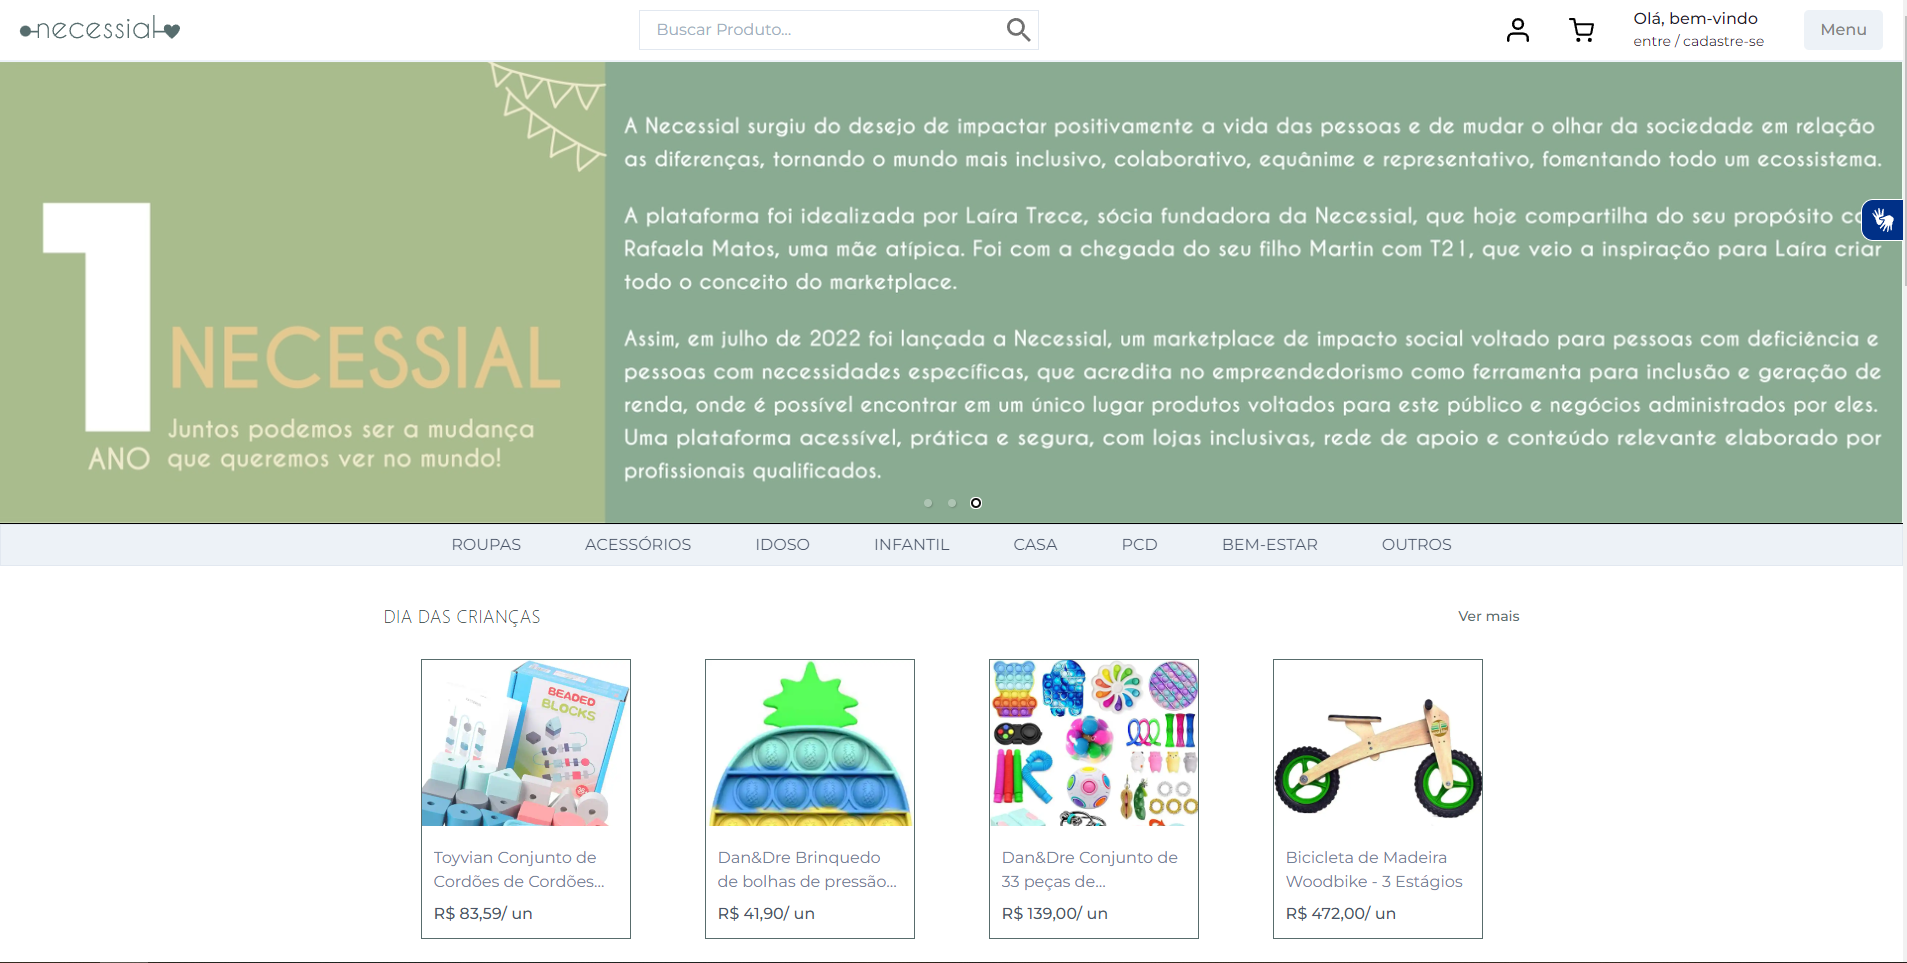 necessial
Buscar Produto...
Olá, bem-vindo
entre / cadastre-se
Menu
1
ANO
NECESSIAL
Juntos podemos ser a mudança
que queremos ver no mundo!
A Necessial surgiu do desejo de impactar positivamente a vida das pessoas e de mudar o olhar da sociedade em relação
as diferenças, tornando o mundo mais inclusivo, colaborativo, equânime e representativo, fomentando todo um ecossistema.
A plataforma foi idealizada por Laíra Trece, sócia fundadora da Necessial, que hoje compartilha do seu propósito
Rafaela Matos, uma mãe atípica. Foi com a chegada do seu filho Martin com T21, que veio a inspiração para Laíra criar
todo o conceito do marketplace.
Assim, em julho de 2022 foi lançada a Necessial, um marketplace de impacto social voltado para pessoas com deficiência e
pessoas com necessidades específicas, que acredita no empreendedorismo como ferramenta para inclusão e geração de
renda, onde é possível encontrar em um único lugar produtos voltados para este público e negócios administrados por eles.
Uma plataforma acessível, prática e segura, com lojas inclusivas, rede de apoio e conteúdo relevante elaborado por
profissionais qualificados.
ROUPAS ACESSÓRIOS IDOSO INFANTIL CASA PCD BEM-ESTAR OUTROS
DIA DAS CRIANÇAS
Ver mais
BEADED
BLOCKS
Toyvian Conjunto de
Cordões de Cordões...
R$ 83,59/ un
Dan&Dre Brinquedo
de bolhas de pressão...
R$ 41,90/ un
Dan&Dre Conjunto de
33 peças de...
R$ 139,00/ un
Bicicleta de Madeira
Woodbike - 3 Estágios
R$ 472,00/ un